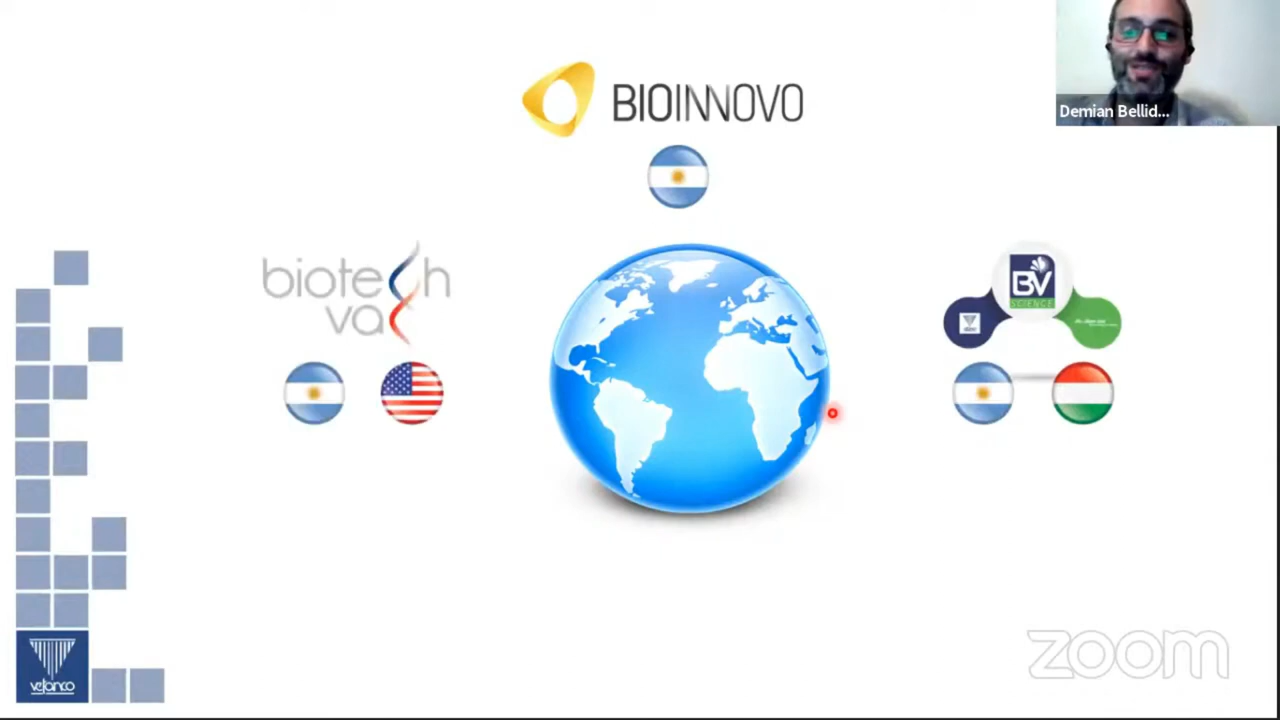 BIOINNOVO
Demian Bellid...
biotech
vac
BV
SCIENCE
vetanco
zoom